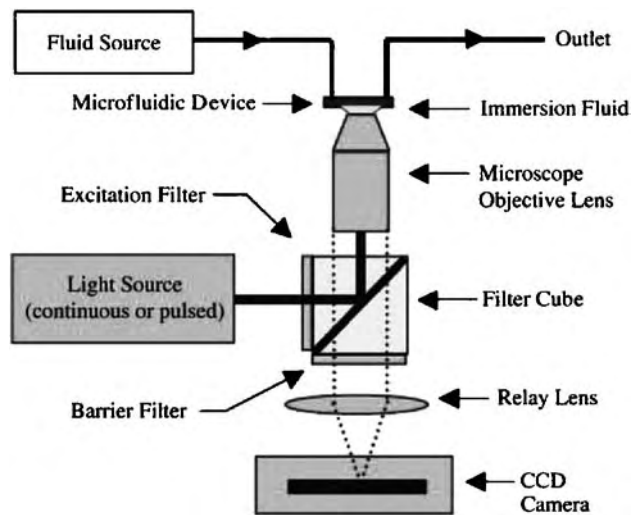 Fluid Source
Outlet
Microfluidic Device
Immersion Fluid
Microscope
Objective Lens
Excitation Filter
Light Source
(continuous or pulsed)
Filter Cube
Barrier Filter
Relay Lens
CCD
Camera